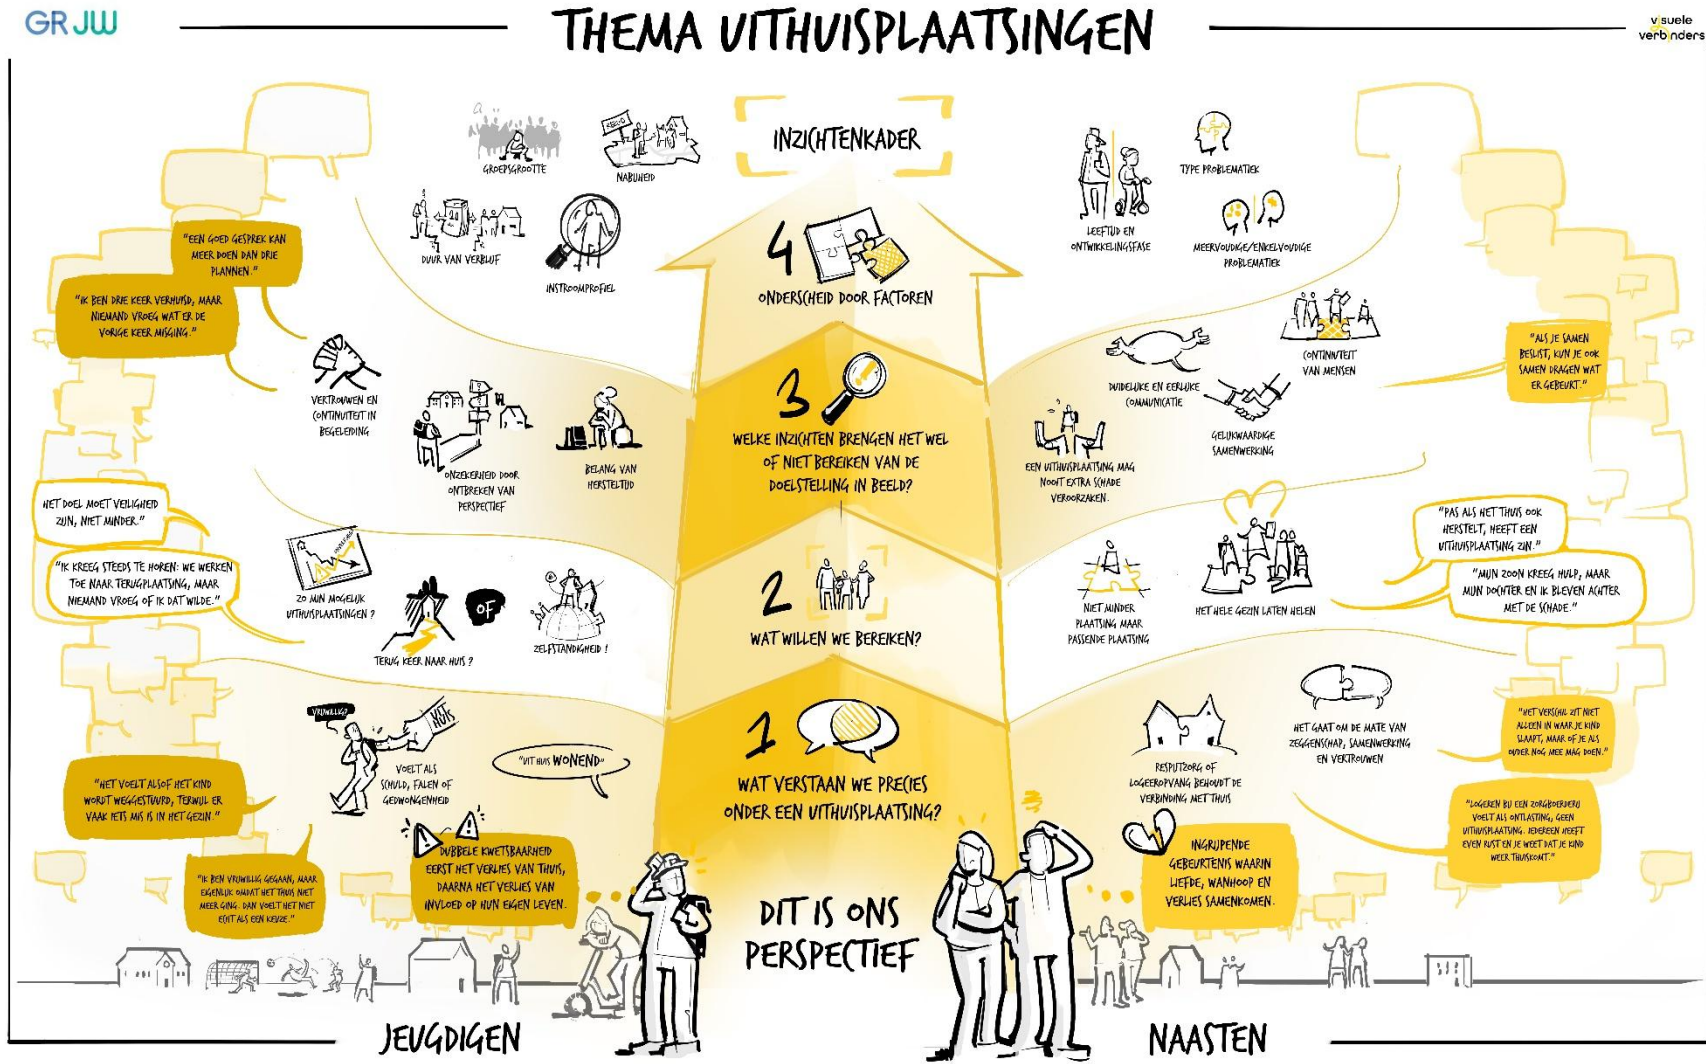 GR JW
THEMA UITHUISPLAATSINGEN
visuele
verbinders
INZICHTENKADER
4
ONDERSCHEID DOOR FACTOREN
3
WELKE INZICHTEN BRENGEN HET WEL
OF NIET BEREIKEN VAN DE
DOELSTELLING IN BEELD?
2
WAT WILLEN WE BEREIKEN?
1
WAT VERSTAAN WE PRECIES
ONDER EEN UITHUISPLAATSING?
DIT IS ONS
PERSPECTIEF
GROEPSGROOTTE
NABIJHEID
DUUR VAN VERBLIJF
INSTROOMPROFIEL
"EEN GOED GESPREK KAN
MEER DOEN DAN DRIE
PLANNEN."
"IK BEN DRIE KEER VERHUISD, MAAR
NIEMAND VROEG WAT ER DE
VORIGE KEER MISGING."
VERTROUWEN EN
CONTINUITEIT IN
BEGELEIDING
ONZEKERHEID DOOR
ONTBREKEN VAN
PERSPECTIEF
BELANG VAN
HERSTELTIJD
HET DOEL MOET VEILIGHEID
ZIJN, NIET MINDER."
"IK KREEG STEEDS TE HOREN: WE WERKEN
TOE NAAR TERUGPLAATSING, MAAR
NIEMAND VROEG OF IK DAT WILDE."
ZO MIN MOGELIJK
UITHUISPLAATSINGEN ?
TERUG KEER NAAR HUIS ?
OF
ZELFSTANDIGHEID !
VRIJWILLIG?
NUTS
VOELT ALS
SCHULD, FALEN OF
GEDWONGENHEID
"UIT HUIS WONEND"
"HET VOELT ALSOF HET KIND
WORDT WEGGESTUURD, TERWIJL ER
VAAK IETS MIS IS IN HET GEZIN."
"IK BEN VRIJWILLIG GEGAAN, MAAR
EIGENLIJK OMDAT HET THUIS NIET
MEER GING. DAN VOELT HET NIET
ECHT ALS EEN KEUZE."
DUBBELE KWETSBAARHEID
EERST HET VERLIES VAN THUIS,
DAARNA HET VERLIES VAN
INVLOED OP HUN EIGEN LEVEN.
JEUGDIGEN
LEEFTIJD EN
ONTWIKKELINGSFASE
TYPE PROBLEMATIEK
MEERVOUDIGE/ENKELVOUDIGE
PROBLEMATIEK
DUIDELIJKE EN EERLIJKE
COMMUNICATIE
CONTINUITEIT
VAN MENSEN
GELIJKWAARDIGE
SAMENWERKING
EEN UITHUISPLAATSING MAG
NOOIT EXTRA SCHADE
VEROORZAKEN.
"ALS JE SAMEN
BESLIST, KUN JE OOK
SAMEN DRAGEN WAT
ER GEBEURT."
NIET MINDER
PLAATSING MAAR
PASSENDE PLAATSING
HET HELE GEZIN LATEN HELEN
"PAS ALS HET THUIS OOK
HERSTELT, HEEFT EEN
UITHUISPLAATSING ZIN."
"MIJN ZOON KREEG HULP, MAAR
MIJN DOCHTER EN IK BLEVEN ACHTER
MET DE SCHADE."
RESPIJTZORG OF
LOGEEROPVANG BEHOUDT DE
VERBINDING MET THUIS
HET GAAT OM DE MATE VAN
ZEGGENSCHAP, SAMENWERKING
EN VERTROUWEN
"HET VERSCHIL ZIT NIET
ALLEEN IN WAAR JE KIND
SLAAPT, MAAR OF JE ALS
OUDER NOG MEE MAG DOEN."
"LOGEREN BIJ EEN ZORGBOERDERIJ
VOELT ALS ONTLASTING, GEEN
UITHUISPLAATSING. IEDEREEN HEEFT
EVEN RUST EN JE WEET DAT JE KIND
WEER THUISKOMT."
INGRIJPENDE
GEBEURTENIS WAARIN
LIEFDE, WANHOOP EN
VERLIES SAMENKOMEN.
NAASTEN